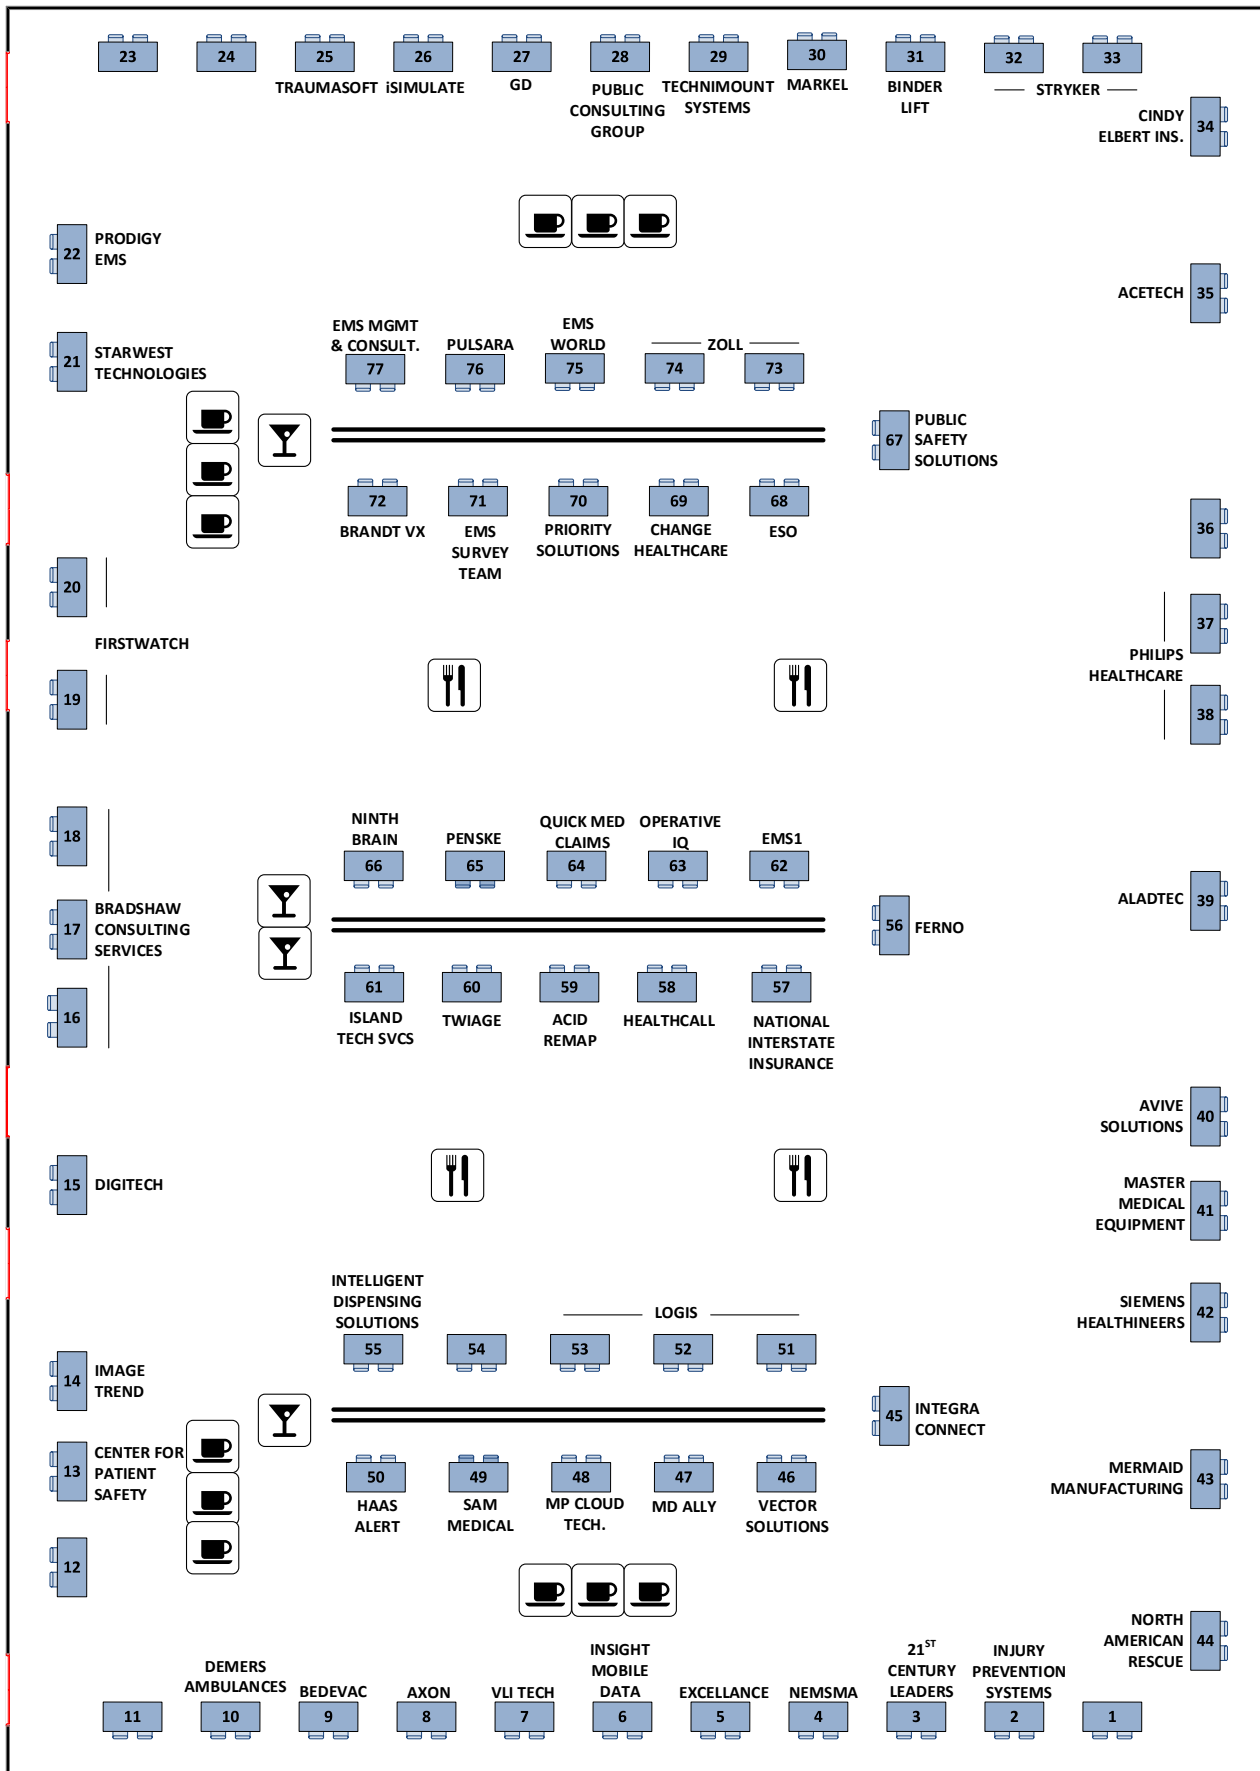 23
24
25
26
27
28
29
30
31
32
33
TRAUMASOFT
iSIMULATE
GD
PUBLIC
CONSULTING
GROUP
TECHNIMOUNT
SYSTEMS
MARKEL
BINDER
LIFT
STRYKER
CINDY
ELBERT INS.
34
22
PRODIGY
EMS
ACETECH
35
21
STARWEST
TECHNOLOGIES
EMS MGMT
& CONSULT.
77
PULSARA
76
EMS
WORLD
75
ZOLL
74
73
67
PUBLIC
SAFETY
SOLUTIONS
72
BRANDT VX
71
EMS
SURVEY
TEAM
70
PRIORITY
SOLUTIONS
69
CHANGE
HEALTHCARE
68
ESO
36
20
FIRSTWATCH
19
37
PHILIPS
HEALTHCARE
38
18
17
BRADSHAW
CONSULTING
SERVICES
16
NINTH
BRAIN
66
PENSKE
65
QUICK MED
CLAIMS
64
OPERATIVE
IQ
63
EMS1
62
56
FERNO
ALADTEC
39
61
ISLAND
TECH SVCS
60
TWIAGE
59
ACID
REMAP
58
HEALTHCALL
57
NATIONAL
INTERSTATE
INSURANCE
AVIVE
SOLUTIONS
40
15
DIGITECH
MASTER
MEDICAL
EQUIPMENT
41
INTELLIGENT
DISPENSING
SOLUTIONS
55
54
LOGIS
53
52
51
SIEMENS
HEALTHINEERS
42
14
IMAGE
TREND
45
INTEGRA
CONNECT
13
CENTER FOR
PATIENT
SAFETY
50
HAAS
ALERT
49
SAM
MEDICAL
48
MP CLOUD
TECH.
47
MD ALLY
46
VECTOR
SOLUTIONS
MERMAID
MANUFACTURING
43
12
NORTH
AMERICAN
RESCUE
44
DEMERS
AMBULANCES
BEDEVAC
AXON
VLI TECH
INSIGHT
MOBILE
DATA
EXCELLANCE
NEMSMA
21ST
CENTURY
LEADERS
INJURY
PREVENTION
SYSTEMS
11
10
9
8
7
6
5
4
3
2
1